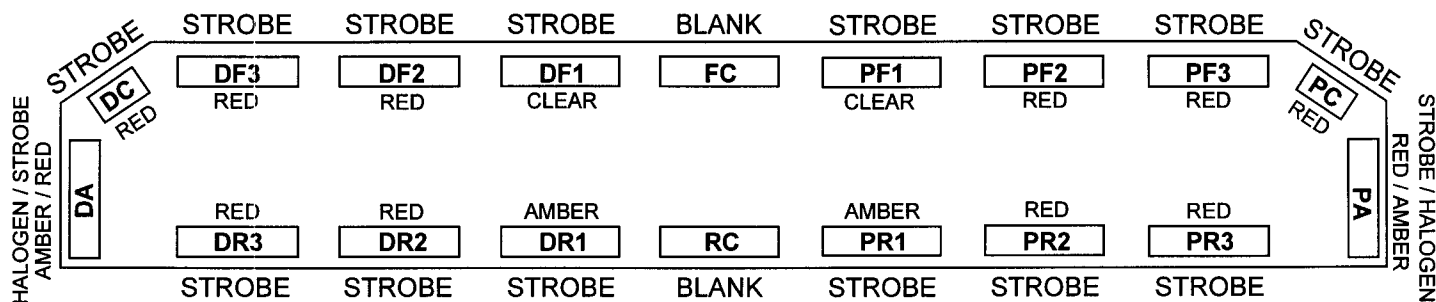 STROBE STROBE STROBE BLANK STROBE STROBE STROBE
STROBE STROBE
DC DF3 DF2 DF1 FC PF1 PF2 PF3 PC
RED RED RED CLEAR CLEAR RED RED RED
HALOGEN / STROBE
AMBER / RED
DA
PA
RED / AMBER
STROBE / HALOGEN
RED RED AMBER AMBER RED RED
DR3 DR2 DR1 RC PR1 PR2 PR3
STROBE STROBE STROBE BLANK STROBE STROBE STROBE